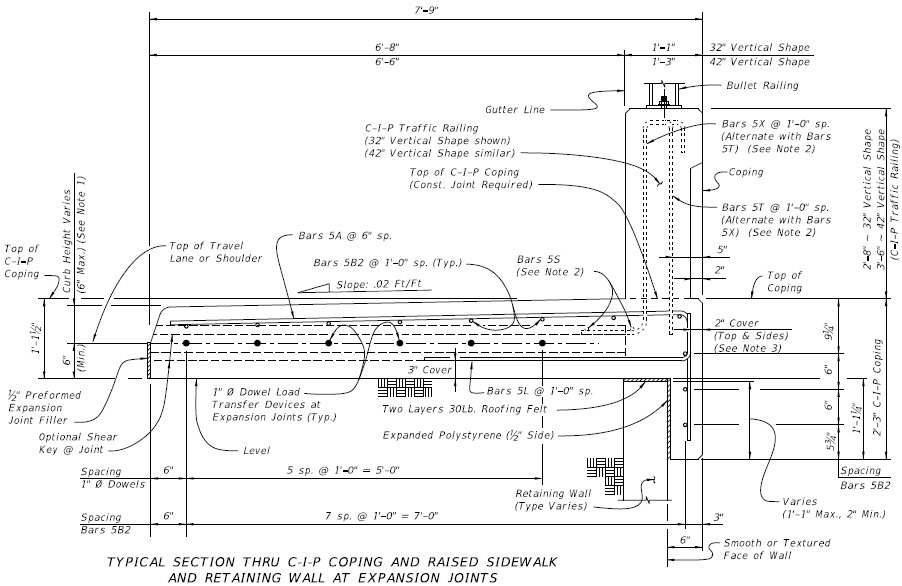 7'-9"
6'-8"
6'-6"
1'-1"
1'-3"
32" Vertical Shape
42" Vertical Shape
Bullet Railing
Gutter Line
C-I-P Traffic Railing
(32" Vertical Shape shown)
(42" Vertical Shape similar)
Bars 5X @ 1'-0" sp.
(Alternate with Bars
5T) (See Note 2)
Top of C-I-P Coping
(Const. Joint Required)
Coping
Bars 5T @ 1'-0" sp.
(Alternate with Bars
5X) (See Note 2)
2'-8" ~ 32" Vertical Shape
3'-6" ~ 42" Vertical Shape
(C-I-P Traffic Railing)
Curb Height Varies
(6" Max.) (See Note 1)
Top of
C-I-P
Coping
Top of Travel
Lane or Shoulder
Bars 5A @ 6" sp.
Bars 5B2 @ 1'-0" sp. (Typ.)
Bars 5S
(See Note 2)
Slope: .02 Ft/Ft
5"
2"
Top of
Coping
1'-1½"
6"
(Min.)
2" Cover
(Top & Sides)
(See Note 3)
9¼"
6"
6"
5¾"
1'-1¼"
2'-3" C-I-P Coping
3" Cover
½" Preformed
Expansion
Joint Filler
1" Ø Dowel Load
Transfer Devices at
Expansion Joints (Typ.)
Bars 5L @ 1'-0" sp.
Two Layers 30Lb. Roofing Felt
Expanded Polystyrene (½" Side)
Optional Shear
Key @ Joint
Level
Spacing
1" Ø Dowels
6"
5 sp. @ 1'-0" = 5'-0"
Spacing
Bars 5B2
Retaining Wall
(Type Varies)
Varies
(1'-1" Max., 2" Min.)
Spacing
Bars 5B2
6"
7 sp. @ 1'-0" = 7'-0"
3"
6"
Smooth or Textured
Face of Wall
TYPICAL SECTION THRU C-I-P COPING AND RAISED SIDEWALK
AND RETAINING WALL AT EXPANSION JOINTS